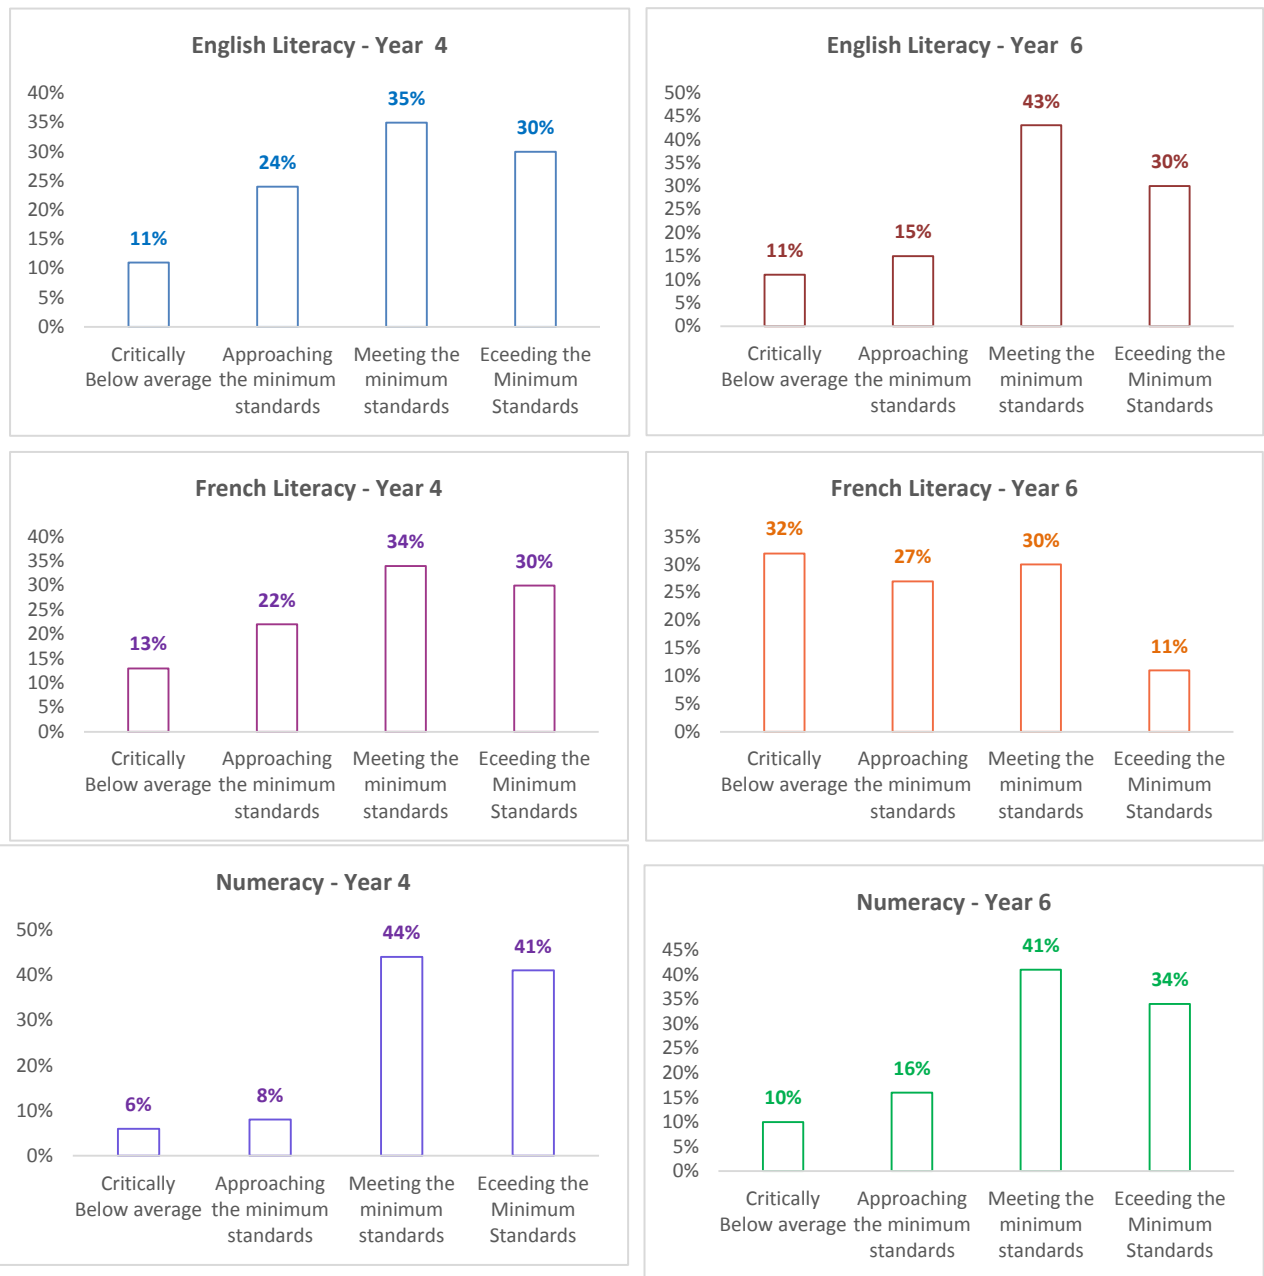 English Literacy - Year  4
40%
35%
30%
25%
20%
15%
10%
5%
0%
11%
24%
35%
30%
Critically Below average
Approaching the minimum standards
Meeting the minimum standards
Eceeding the Minimum Standards
English Literacy - Year  6
50%
45%
40%
35%
30%
25%
20%
15%
10%
5%
0%
11%
15%
43%
30%
Critically Below average
Approaching the minimum standards
Meeting the minimum standards
Eceeding the Minimum Standards
French Literacy - Year 4
40%
35%
30%
25%
20%
15%
10%
5%
0%
13%
22%
34%
30%
Critically Below average
Approaching the minimum standards
Meeting the minimum standards
Eceeding the Minimum Standards
French Literacy - Year 6
35%
30%
25%
20%
15%
10%
5%
0%
32%
27%
30%
11%
Critically Below average
Approaching the minimum standards
Meeting the minimum standards
Eceeding the Minimum Standards
Numeracy - Year 4
50%
40%
30%
20%
10%
0%
6%
8%
44%
41%
Critically Below average
Approaching the minimum standards
Meeting the minimum standards
Eceeding the Minimum Standards
Numeracy - Year 6
45%
40%
35%
30%
25%
20%
15%
10%
5%
0%
10%
16%
41%
34%
Critically Below average
Approaching the minimum standards
Meeting the minimum standards
Eceeding the Minimum Standards